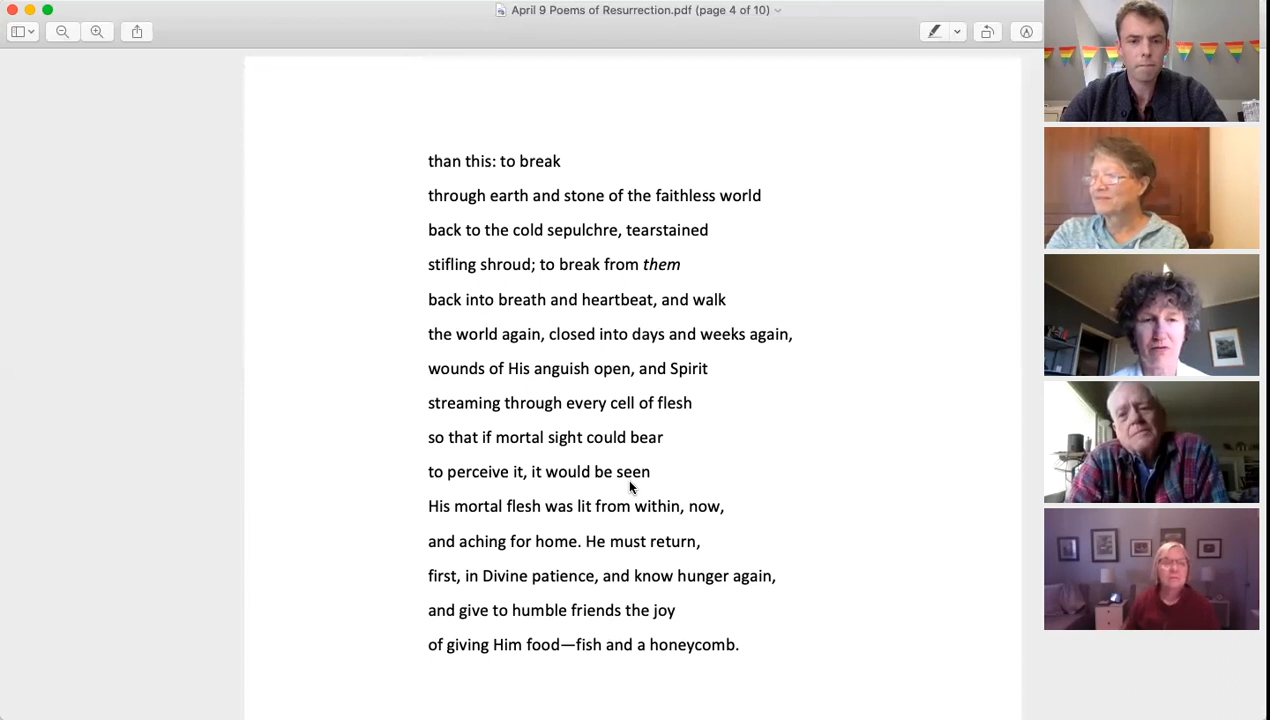 April 9 Poems of Resurrection.pdf (page 4 of 10)
than this: to break
through earth and stone of the faithless world
back to the cold sepulchre, tearstained
stifling shroud; to break from them
back into breath and heartbeat, and walk
the world again, closed into days and weeks again,
wounds of His anguish open, and Spirit
streaming through every cell of flesh
so that if mortal sight could bear
to perceive it, it would be seen
His mortal flesh was lit from within, now,
and aching for home. He must return,
first, in Divine patience, and know hunger again,
and give to humble friends the joy
of giving Him food—fish and a honeycomb.